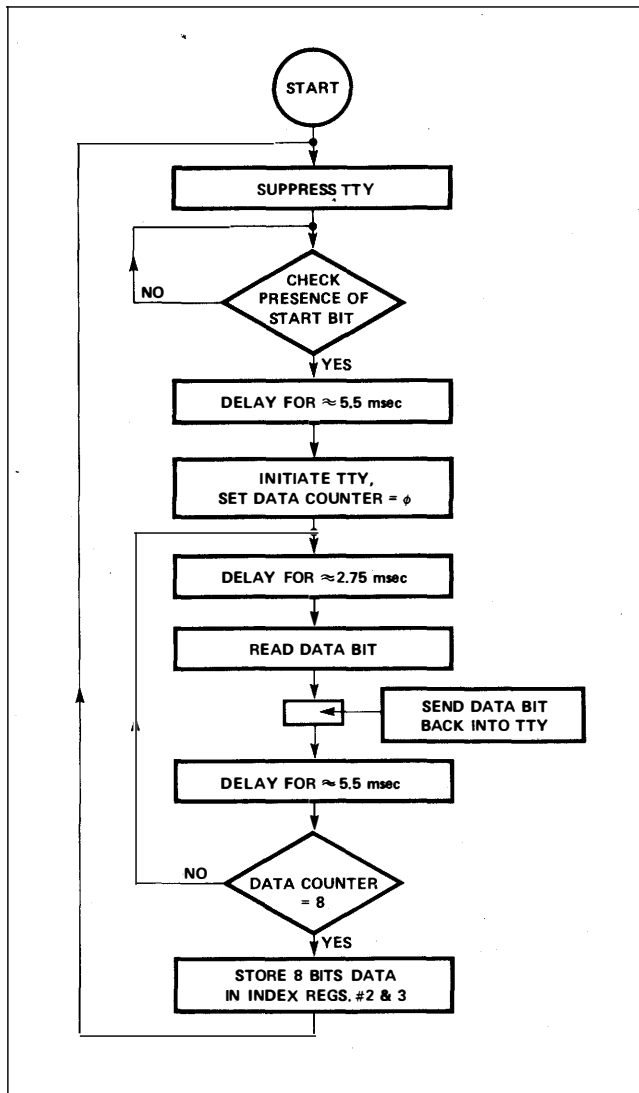 START
SUPPRESS TTY
CHECK
PRESENCE OF
START BIT
NO
YES
DELAY FOR ≈ 5.5 msec
INITIATE TTY,
SET DATA COUNTER = ϕ
DELAY FOR ≈2.75 msec
READ DATA BIT
SEND DATA BIT
BACK INTO TTY
DELAY FOR ≈ 5.5 msec
NO
DATA COUNTER
= 8
YES
STORE 8 BITS DATA
IN INDEX REGS. #2 & 3